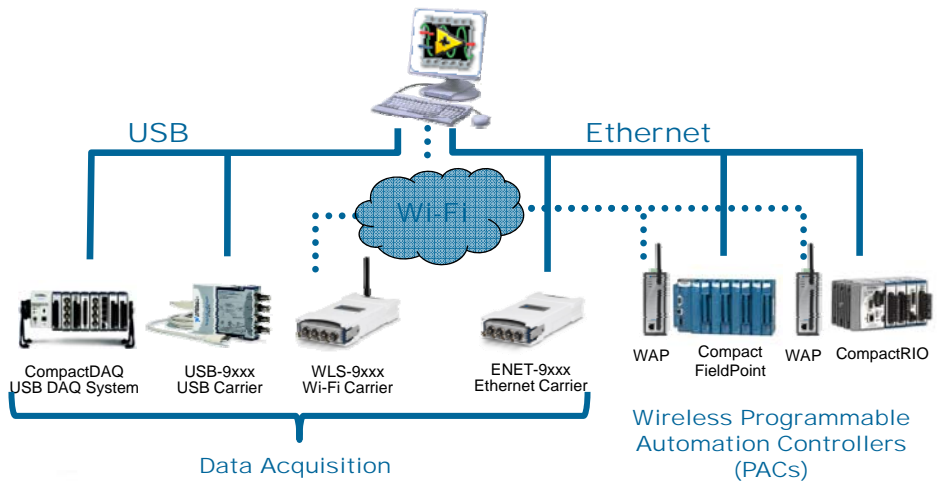 USB
Ethernet
Wi-Fi
CompactDAQ
USB DAQ System
USB-9xxx
USB Carrier
WLS-9xxx
Wi-Fi Carrier
ENET-9xxx
Ethernet Carrier
WAP
Compact
FieldPoint
WAP
CompactRIO
Data Acquisition
Wireless Programmable
Automation Controllers
(PACs)